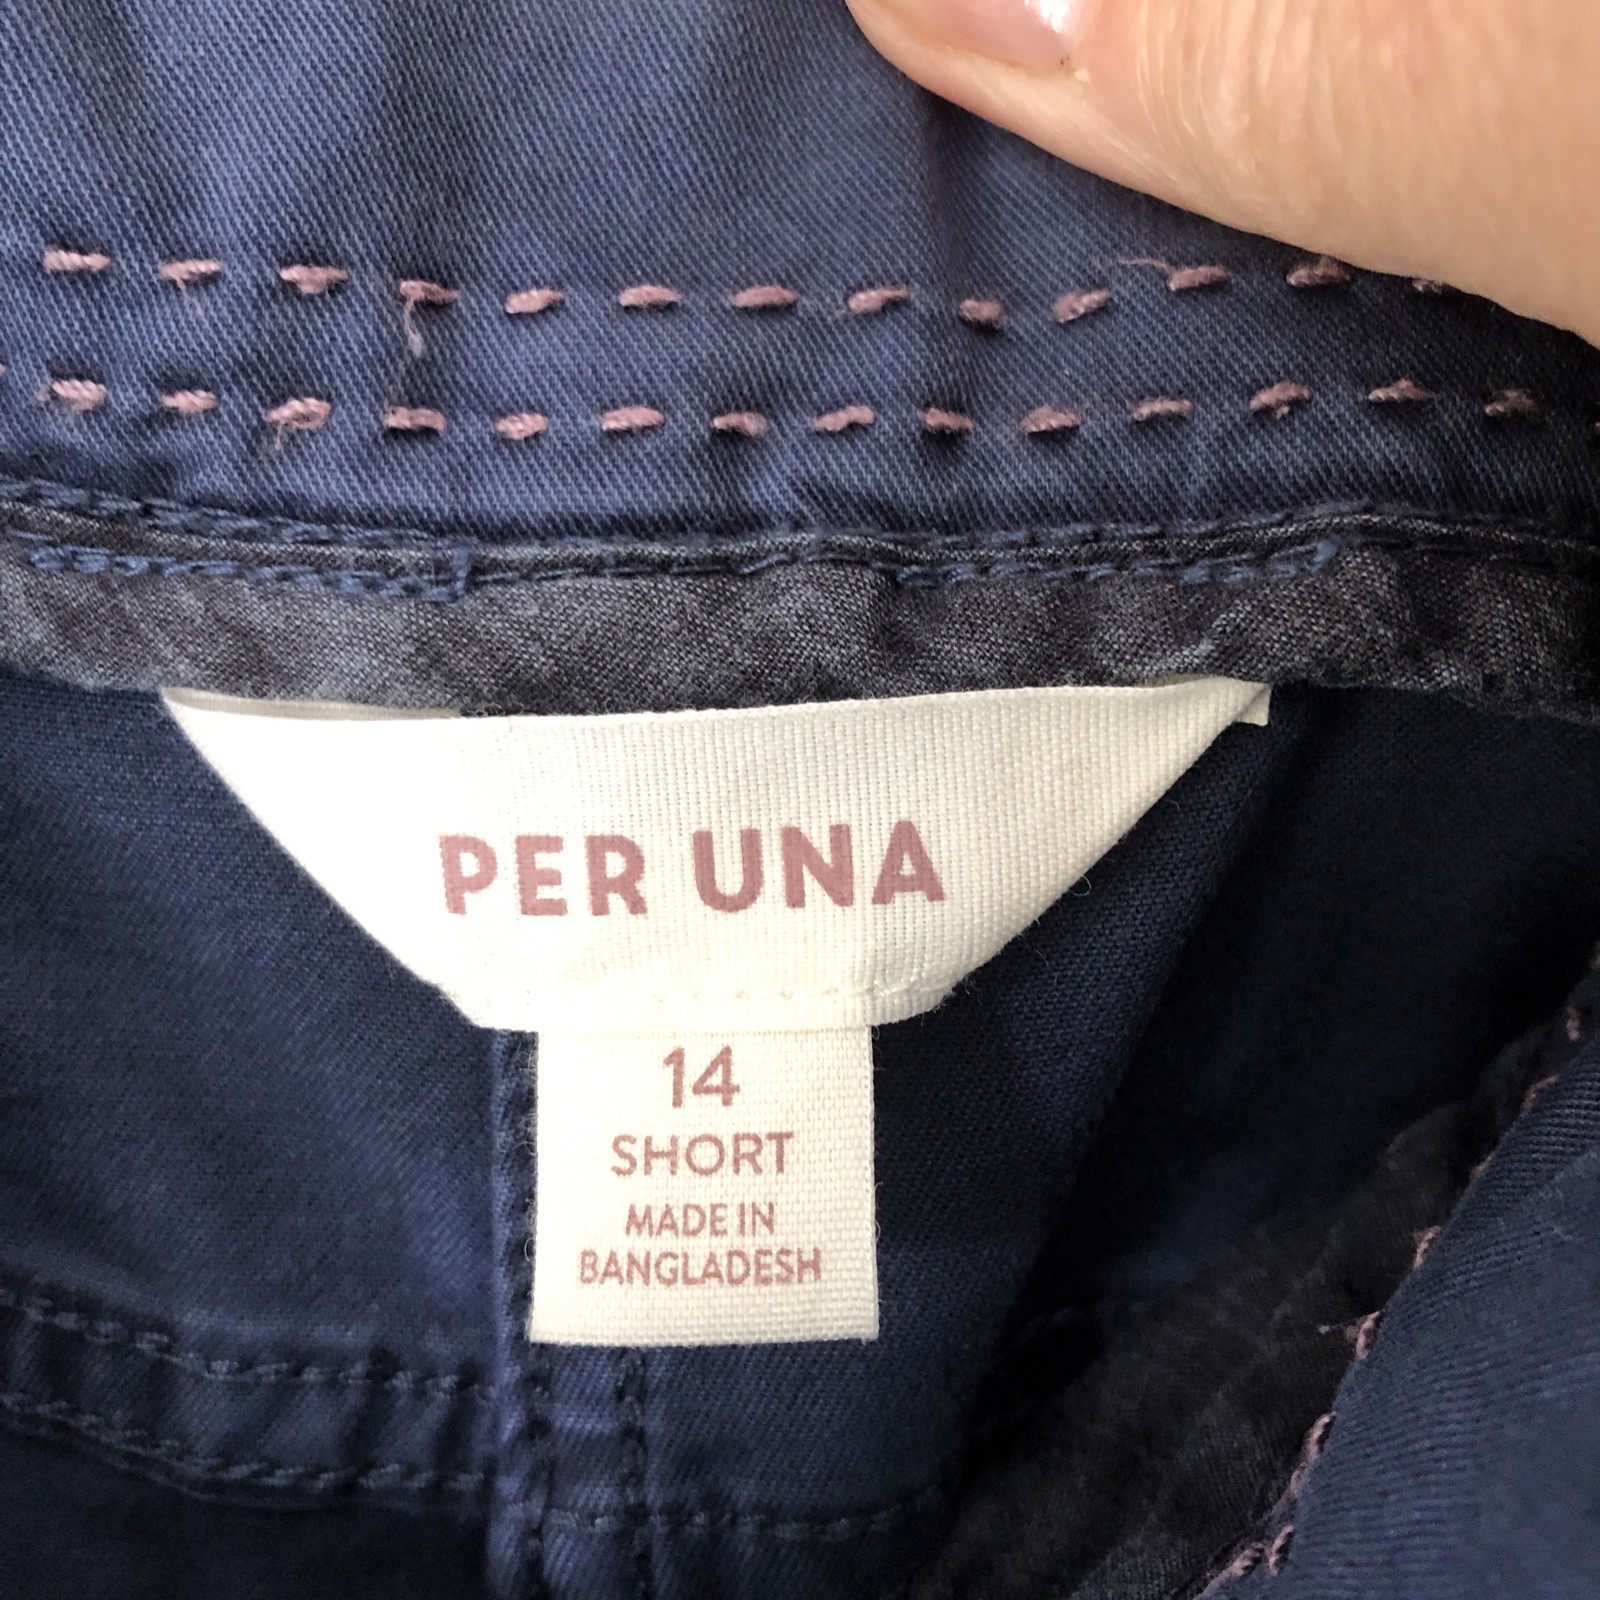 PER UNA
14
SHORT
MADE IN
BANGLADESH